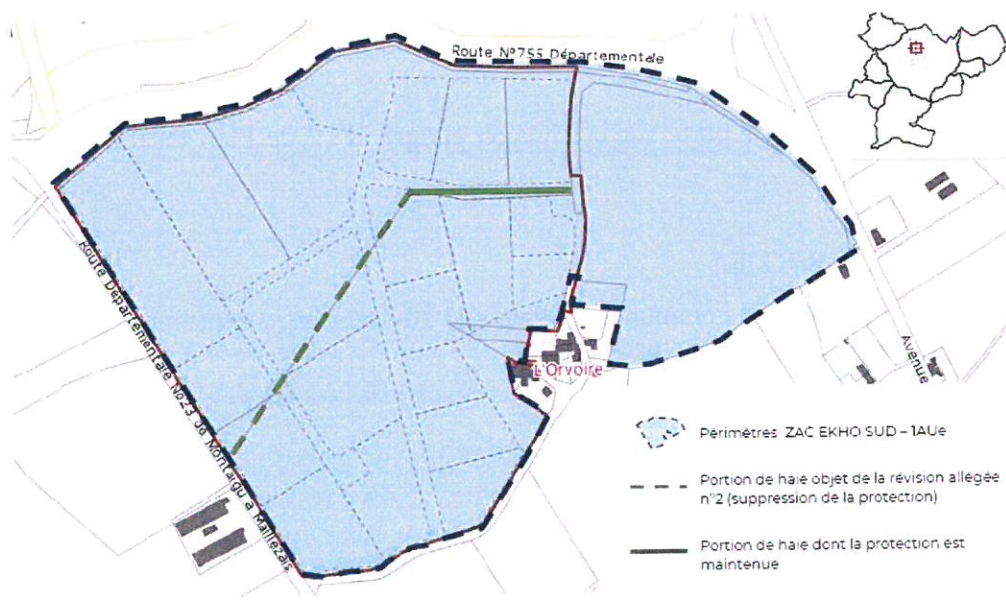 Route N°755 Départementale
Route Départementale N°23 de Montaigu à Maillezais
L'Orvoire
Avenue
Périmètres ZAC EKHO SUD – 1AUe
Portion de haie objet de la révision allégée
n°2 (suppression de la protection)
Portion de haie dont la protection est
maintenue